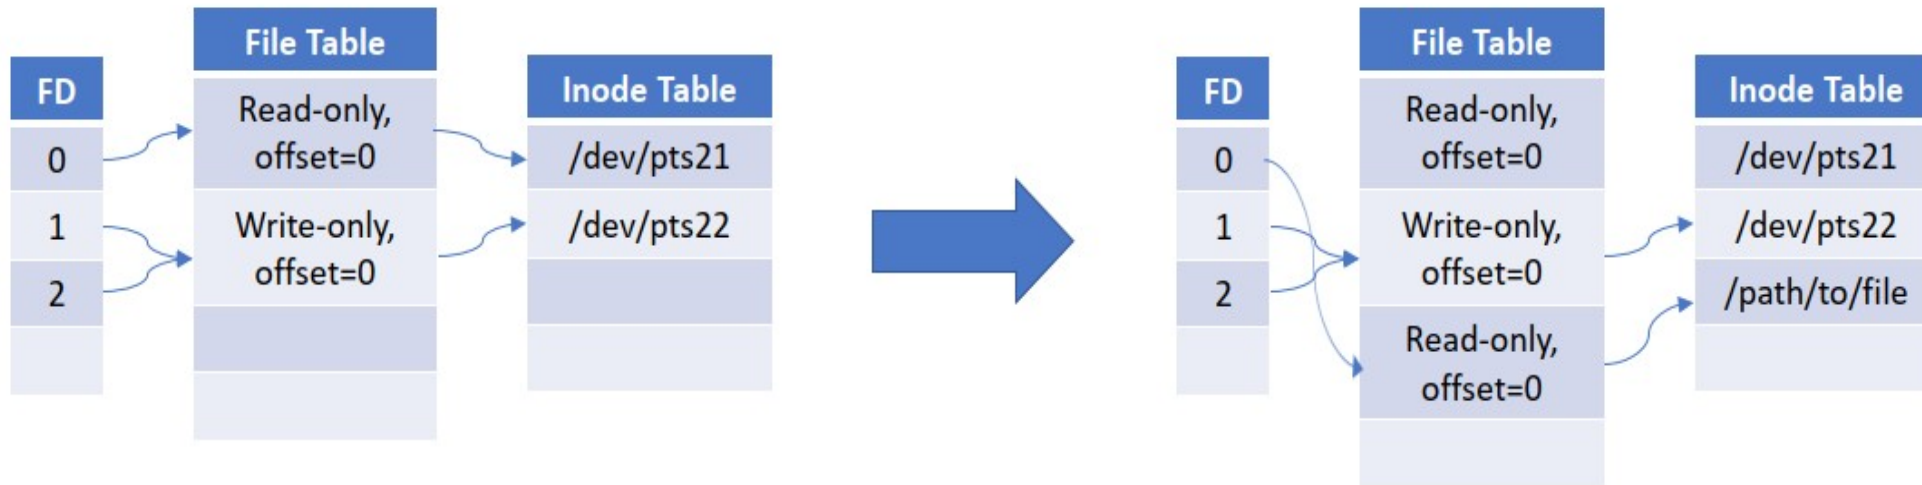 FD
0
1
2
File Table
Read-only,
offset=0
Write-only,
offset=0
Inode Table
/dev/pts21
/dev/pts22
FD
0
1
2
File Table
Read-only,
offset=0
Write-only,
offset=0
Read-only,
offset=0
Inode Table
/dev/pts21
/dev/pts22
/path/to/file